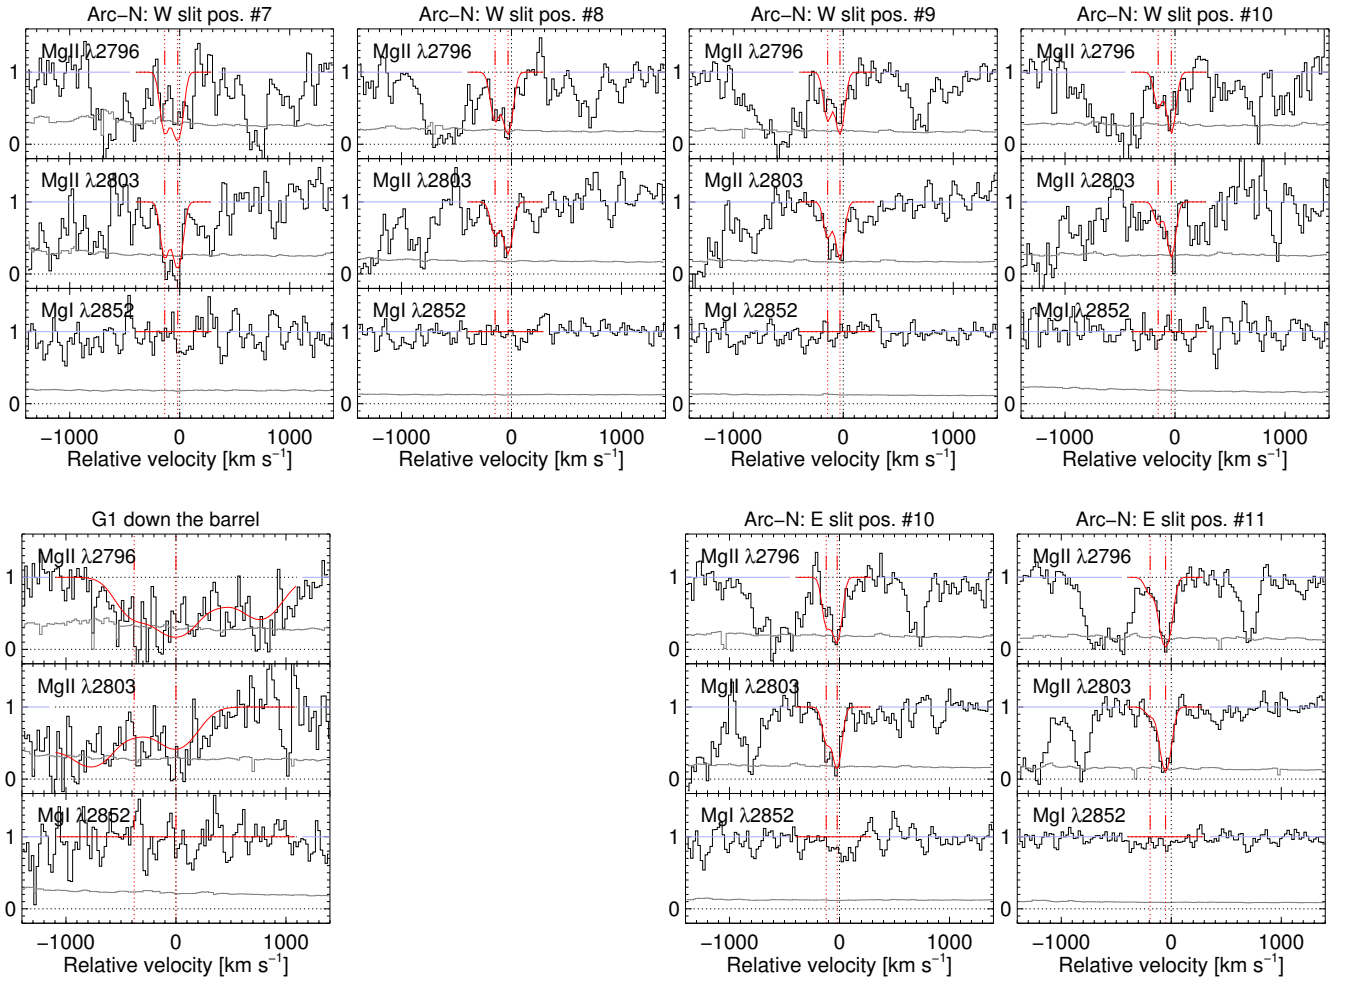 Arc−N: W slit pos. #7
Arc−N: W slit pos. #8
Arc−N: W slit pos. #9
Arc−N: W slit pos. #10
MgII λ2796
MgII λ2796
MgII λ2796
MgII λ2796
1
1
1
1
0
0
0
0
MgII λ2803
MgII λ2803
MgII λ2803
MgII λ2803
1
1
1
1
0
0
0
0
MgI λ2852
MgI λ2852
MgI λ2852
MgI λ2852
1
1
1
1
0
0
0
0
−1000 0 1000
−1000 0 1000
−1000 0 1000
−1000 0 1000
Relative velocity [km s⁻¹]
Relative velocity [km s⁻¹]
Relative velocity [km s⁻¹]
Relative velocity [km s⁻¹]
G1 down the barrel
Arc−N: E slit pos. #10
Arc−N: E slit pos. #11
MgII λ2796
MgII λ2796
MgII λ2796
1
1
1
0
0
0
MgII λ2803
MgII λ2803
MgII λ2803
1
1
1
0
0
0
MgI λ2852
MgI λ2852
MgI λ2852
1
1
1
0
0
0
−1000 0 1000
−1000 0 1000
−1000 0 1000
Relative velocity [km s⁻¹]
Relative velocity [km s⁻¹]
Relative velocity [km s⁻¹]